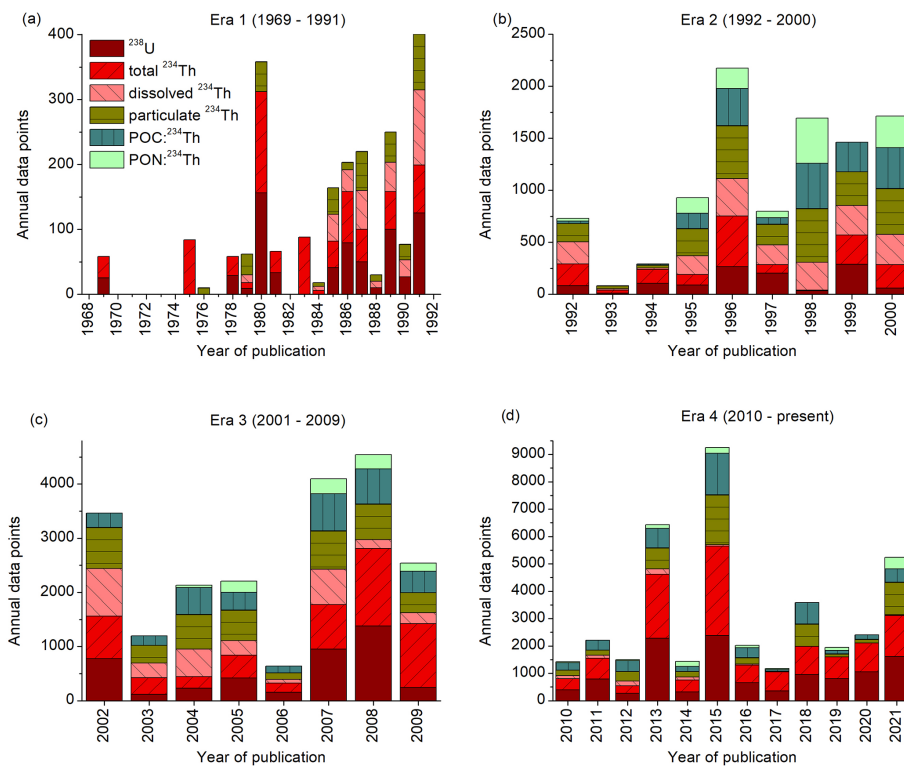 (a) Era 1 (1969 - 1991)
400
300
200
100
0
Annual data points
²³⁸U
total ²³⁴Th
dissolved ²³⁴Th
particulate ²³⁴Th
POC:²³⁴Th
PON:²³⁴Th
1968 1970 1972 1974 1976 1978 1980 1982 1984 1986 1988 1990 1992
Year of publication
(b) Era 2 (1992 - 2000)
2500
2000
1500
1000
500
0
Annual data points
1992 1993 1994 1995 1996 1997 1998 1999 2000
Year of publication
(c) Era 3 (2001 - 2009)
4000
3000
2000
1000
0
Annual data points
2002 2003 2004 2005 2006 2007 2008 2009
Year of publication
(d) Era 4 (2010 - present)
9000
8000
7000
6000
5000
4000
3000
2000
1000
0
Annual data points
2010 2011 2012 2013 2014 2015 2016 2017 2018 2019 2020 2021
Year of publication